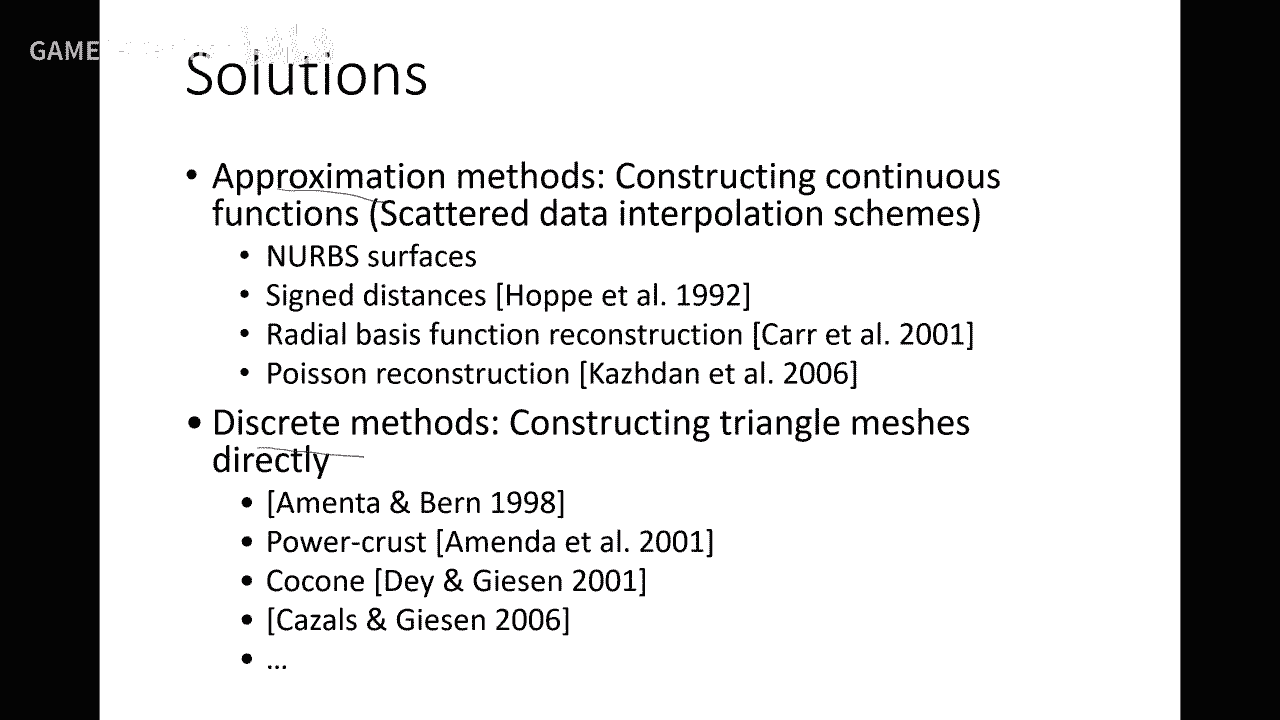 GAME
Solutions
• Approximation methods: Constructing continuous
functions (Scattered data interpolation schemes)
• NURBS surfaces
• Signed distances [Hoppe et al. 1992]
• Radial basis function reconstruction [Carr et al. 2001]
• Poisson reconstruction [Kazhdan et al. 2006]
• Discrete methods: Constructing triangle meshes
directly
• [Amenta & Bern 1998]
• Power-crust [Amenda et al. 2001]
• Cocone [Dey & Giesen 2001]
• [Cazals & Giesen 2006]
• …